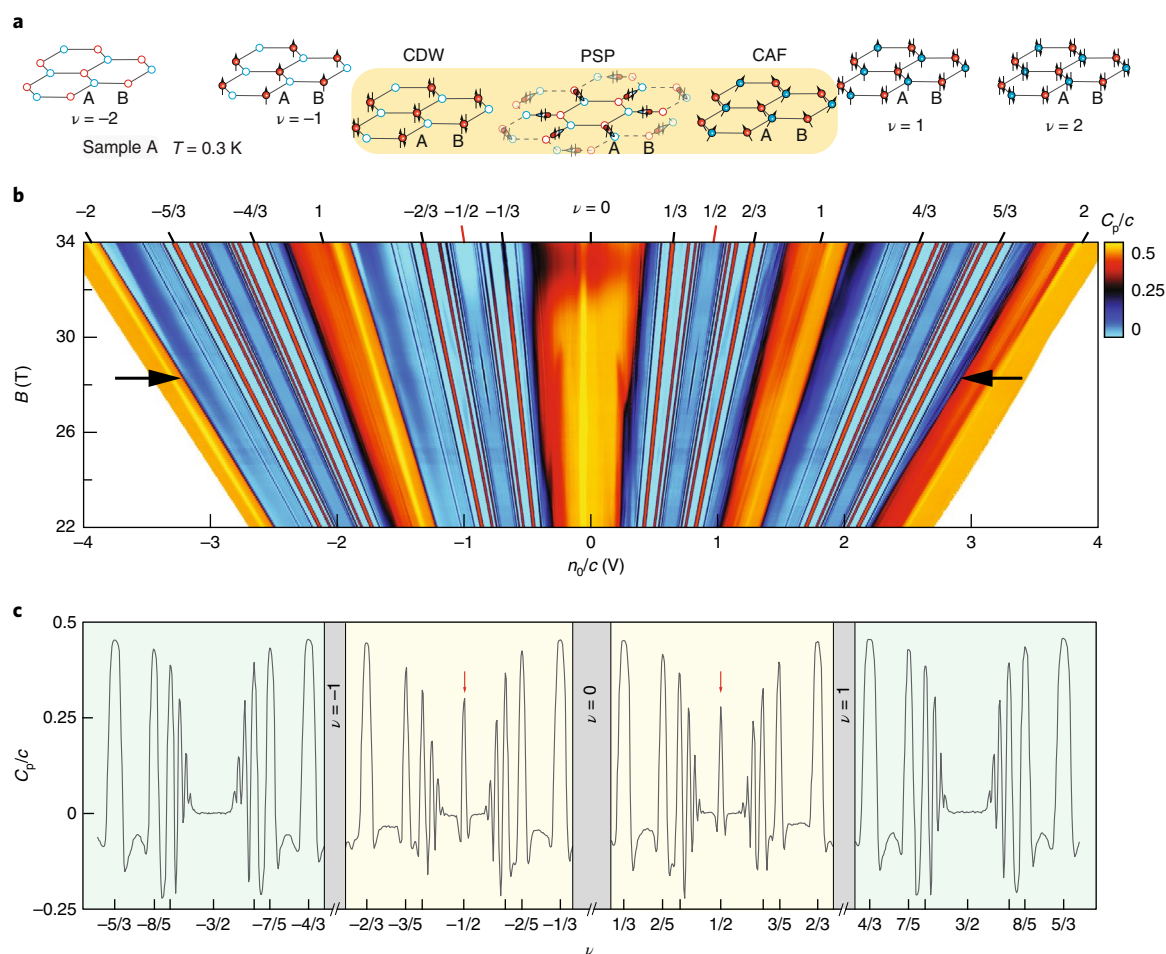 a
CDW PSP CAF
A B A B A B A B A B A B A B
ν = −2 ν = −1 ν = 1 ν = 2
Sample A T = 0.3 K
b
−2 −5/3 −4/3 1 −2/3 −1/2 −1/3 ν = 0 1/3 1/2 2/3 1 4/3 5/3 2 Cp/c
34
0.5
0.25
0
30
B (T)
26
22
−4 −3 −2 −1 0 1 2 3 4
n0/c (V)
c
0.5
0.25
0
−0.25
Cp/c
ν = −1
ν = 0
ν = 1
−5/3 −8/5 −3/2 −7/5 −4/3 −2/3 −3/5 −1/2 −2/5 −1/3 1/3 2/5 1/2 3/5 2/3 4/3 7/5 3/2 8/5 5/3
ν